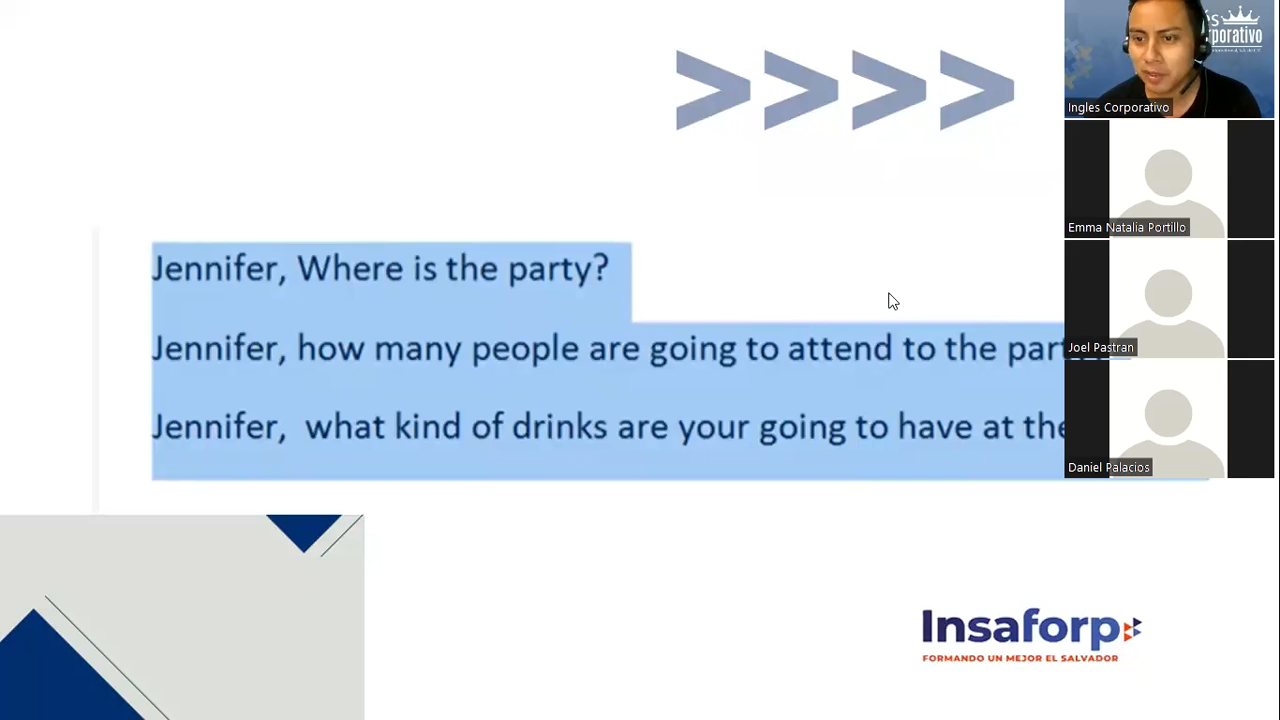 >>>>
Jennifer, Where is the party?
Jennifer, how many people are going to attend to the
Jennifer, what kind of drinks are your going to have at
Insaforp
FORMANDO UN MEJOR EL SALVADOR
Ingles Corporativo
Emma Natalia Portillo
Joel Pastran
Daniel Palacios